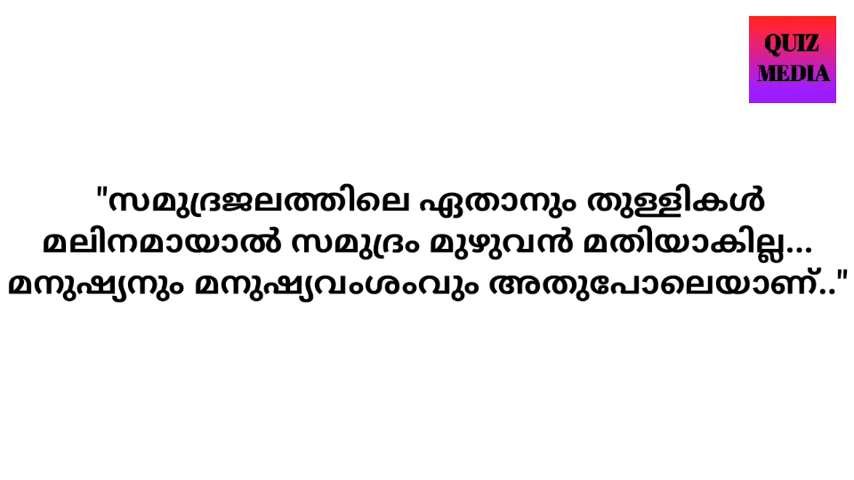 QUIZ
MEDIA
"സമുദ്രജലത്തിലെ ഏതാനും തുള്ളികൾ
മലിനമായാൽ സമുദ്രം മുഴുവൻ മതിയാകില്ല...
മനുഷ്യനും മനുഷ്യവംശംവും അതുപോലെയാണ്.."